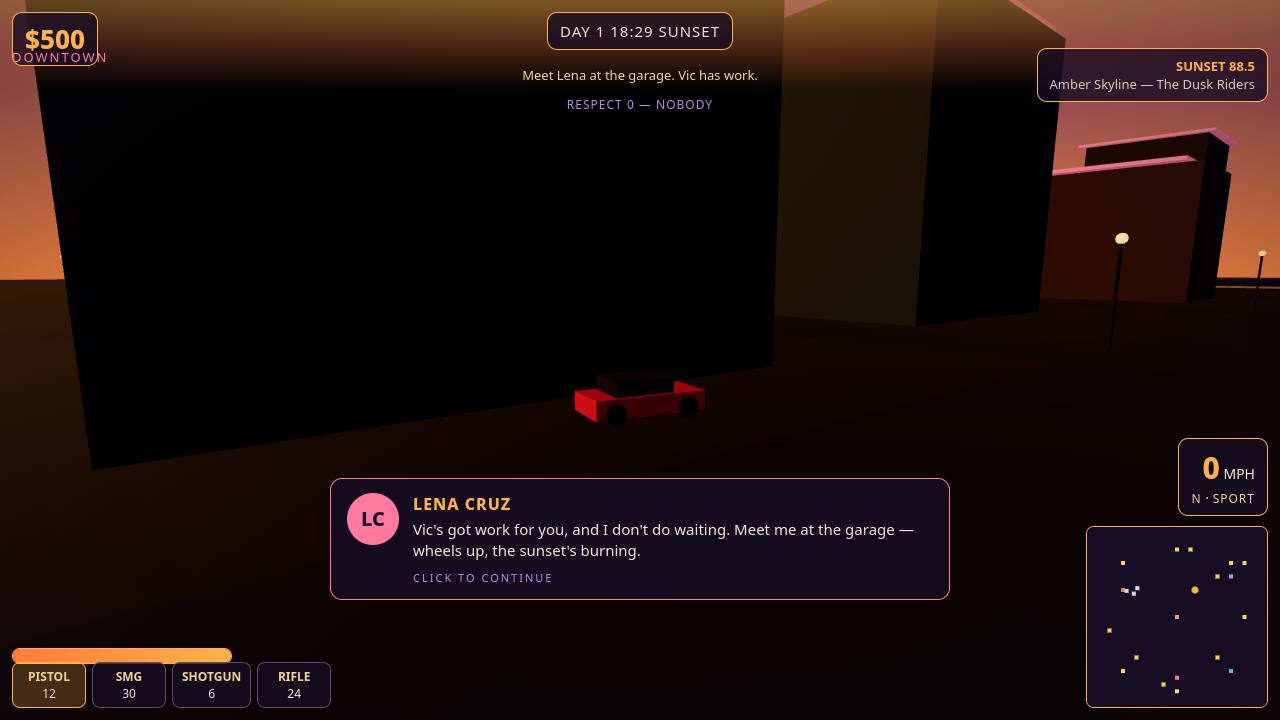 $500
DOWNTOWN
DAY 1 18:29 SUNSET
Meet Lena at the garage. Vic has work.
RESPECT 0 — NOBODY
SUNSET 88.5
Amber Skyline — The Dusk Riders
LC
LENA CRUZ
Vic's got work for you, and I don't do waiting. Meet me at the garage —
wheels up, the sunset's burning.
CLICK TO CONTINUE
0 MPH
N · SPORT
PISTOL
12
SMG
30
SHOTGUN
6
RIFLE
24